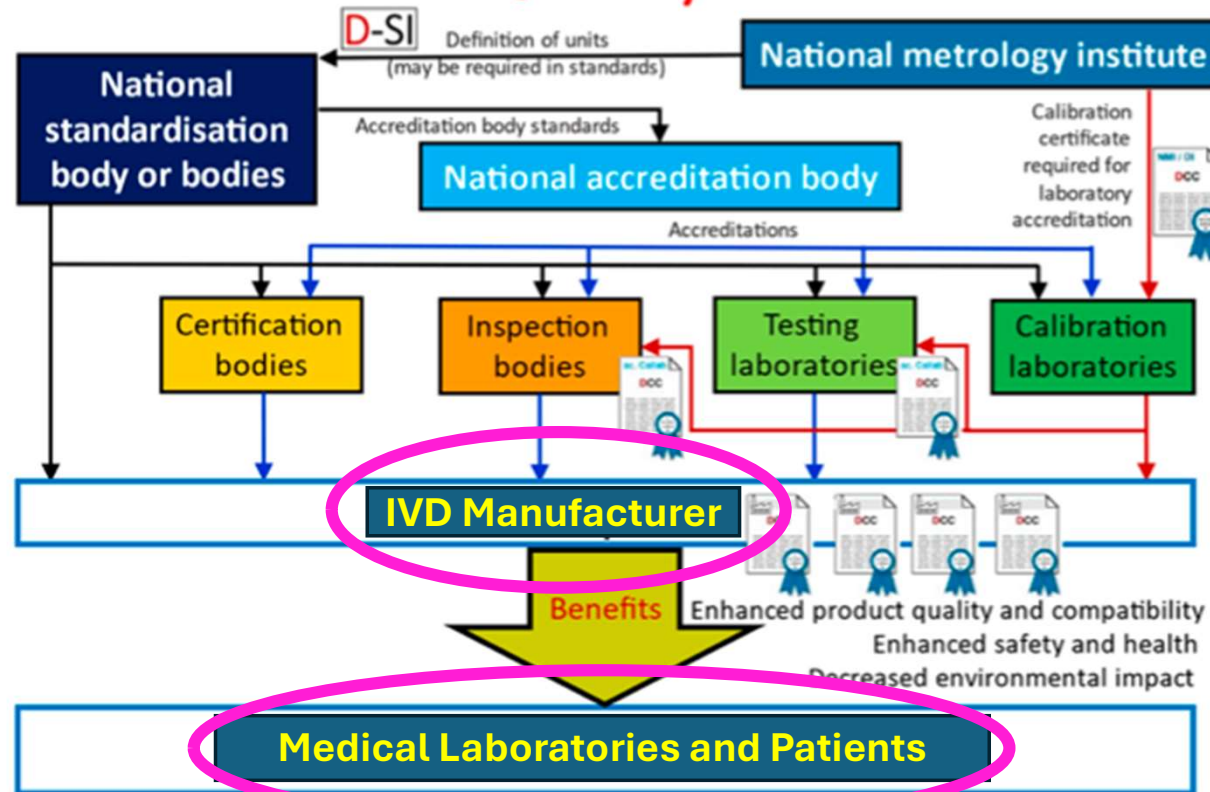 D-SI
Definition of units
(may be required in standards)
National metrology institute
National
standardisation
body or bodies
Accreditation body standards
National accreditation body
Calibration
certificate
required for
laboratory
accreditation
NMI / DI
DCC
Accreditations
Certification
bodies
Inspection
bodies
Testing
laboratories
Calibration
laboratories
DCC
DCC
IVD Manufacturer
DCC
DCC
DCC
DCC
Benefits
Enhanced product quality and compatibility
Enhanced safety and health
Decreased environmental impact
Medical Laboratories and Patients